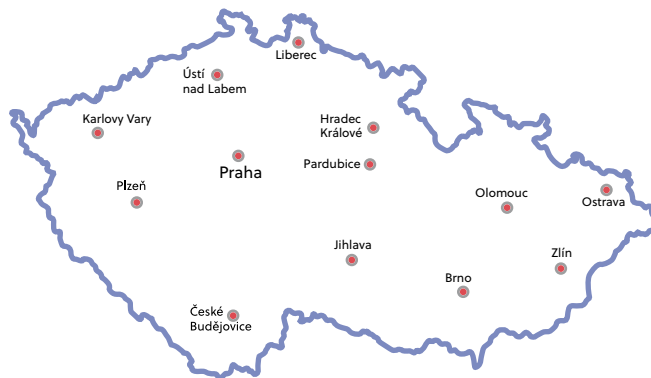 Liberec
Ústí
nad Labem
Karlovy Vary
Hradec
Králové
Praha
Pardubice
Plzeň
Olomouc
Ostrava
Jihlava
Zlín
Brno
České
Budějovice